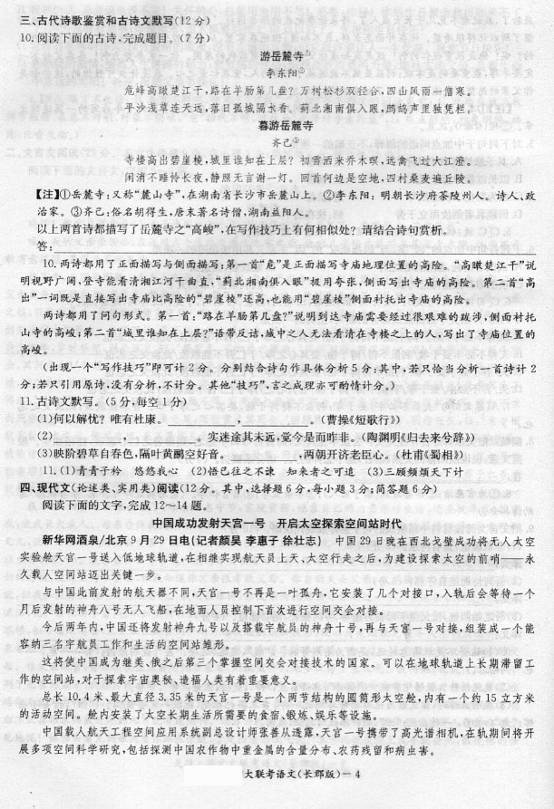 三、古代诗歌鉴赏和古诗文默写(12分)
10.阅读下面的古诗,完成题目。(7分)
游岳麓寺①
李东阳②
危峰高瞰楚江干,路在羊肠第几盘?万树松杉双径合,四山风雨一僧寒。
平沙浅草连天远,落日孤城隔水看。蓟北湘南俱入眼,鹧鸪声里独凭栏。
暮游岳麓寺
齐己③
寺楼高出碧崖棱,城里谁知在上层?初雪洒来乔木暝,远禽飞过大江澄。
闲消不睡怜长夜,静照无言谢一灯。回首何边是空地,四村桑麦遍丘陵。
【注】①岳麓寺:又称“麓山寺”,在湖南省长沙市岳麓山上。②李东阳:明朝长沙府茶陵州人。诗人、政
治家。③齐己:俗名胡得生,唐末著名诗僧,湖南益阳人。
以上两首诗都描写了岳麓寺之“高峻”,在写作技巧上有何相似处?请结合诗句赏析。
答:
10.两诗都用了正面描写与侧面描写:第一首“危”是正面描写寺庙地理位置的高险。“高瞰楚江干”说
明视野广阔,登寺能看清湘江河干曲直,“蓟北湘南俱入眼”极用夸张,侧面写出寺庙的高险。第二首“高
出”一词既是直接写出寺庙比高险的“碧崖棱”还高,也能用“碧崖棱”侧面衬托出寺庙的高险。
两诗都用了问句形式。第一首:“路在羊肠第几盘?”说明到达寺庙需要经过很艰难的跋涉,侧面衬托
山寺的高峻;第二首“城里谁知在上层?”语带反诘,城中之人无法看清在寺楼之上的人,写出了寺庙位置的
高峻。
(出现一个“写作技巧”即可计2分。分别结合诗句作具体分析5分:其中,若只恰当分析一首诗计2
分;若只引用原诗,没有分析,不计分。其他“技巧”,言之成理亦可酌情计分。)
11.古诗文默写。(5分,每空1分)
(1)何以解忧?唯有杜康。 , 。(曹操《短歌行》)
(2) , 。实迷途其未远,觉今是而昨非。(陶渊明《归去来兮辞》)
(3)映阶碧草自春色,隔叶黄鹂空好音。 ,两朝开济老臣心。(杜甫《蜀相》)
11.(1)青青子衿 悠悠我心 (2)悟已往之不谏 知来者之可追 (3)三顾频烦天下计
四、现代文(论述类、实用类)阅读(12分。其中,选择题6分,每小题3分;简答题6分)
阅读下面的文字,完成12~14题。
中国成功发射天宫一号 开启太空探索空间站时代
新华网酒泉/北京9月29日电(记者颜昊 李惠子 徐壮志) 中国29日晚在西北戈壁成功将无人太空
实验舱天宫一号送入低地球轨道,在相继实现航天员上天、太空行走之后,为建设探索太空的前哨——永
久载人空间站迈出关键一步。
与中国此前发射的航天器不同,天宫一号不再是一叶孤舟,它安装了几个对接口,入轨后会等待一个
月后发射的神舟八号无人飞船,在地面人员控制下首次进行空间交会对接。
今后两年内,中国还将发射神舟九号以及搭载宇航员的神舟十号,再与天宫一号对接,组装成一个能
容纳三名宇航员工作和生活的空间站雏形。
这将使中国成为继美、俄之后第三个掌握空间交会对接技术的国家。可以在地球轨道上长期滞留工
作的空间站,对于探索宇宙奥秘、造福人类有着重要意义。
总长10.4米、最大直径3.35米的天宫一号是一个两节结构的圆筒形太空舱,内有一个约15立方米
的活动空间。舱内安装了太空长期生活所需要的食宿、锻炼、娱乐等设施。
中国载人航天工程空间应用系统副总设计师张善从透露,天宫一号携带了高光谱相机,在轨期间将开
展多项空间科学研究,包括探测中国农作物中重金属的含量分布、农药残留和病虫害。
大联考语文(长郡版)—4